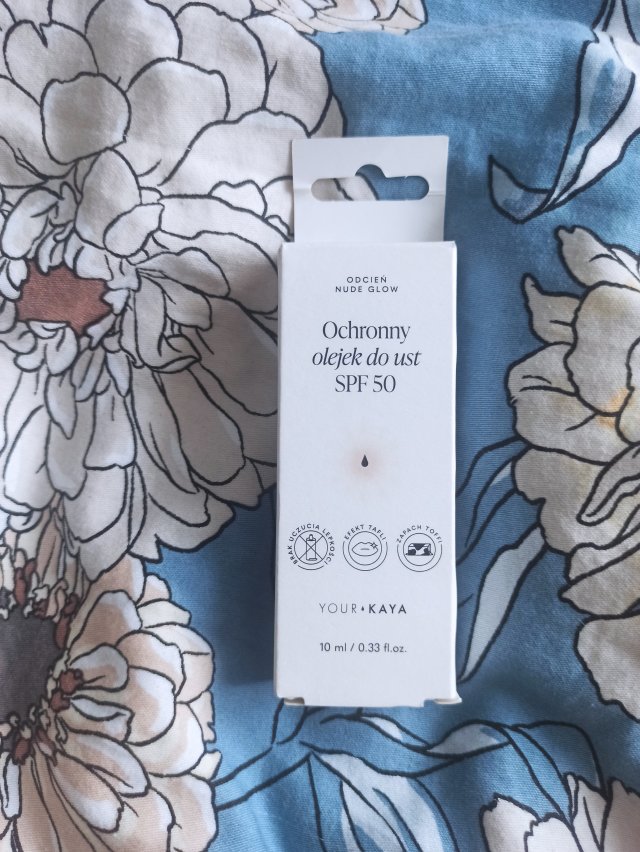 ODCIEŃ
NUDE GLOW
Ochronny
olejek do ust
SPF 50
BRAK UCZUCIA LEPKOŚCI
EFEKT TAFLI
ZAPACH TOFFI
YOUR KAYA
10 ml / 0.33 fl.oz.